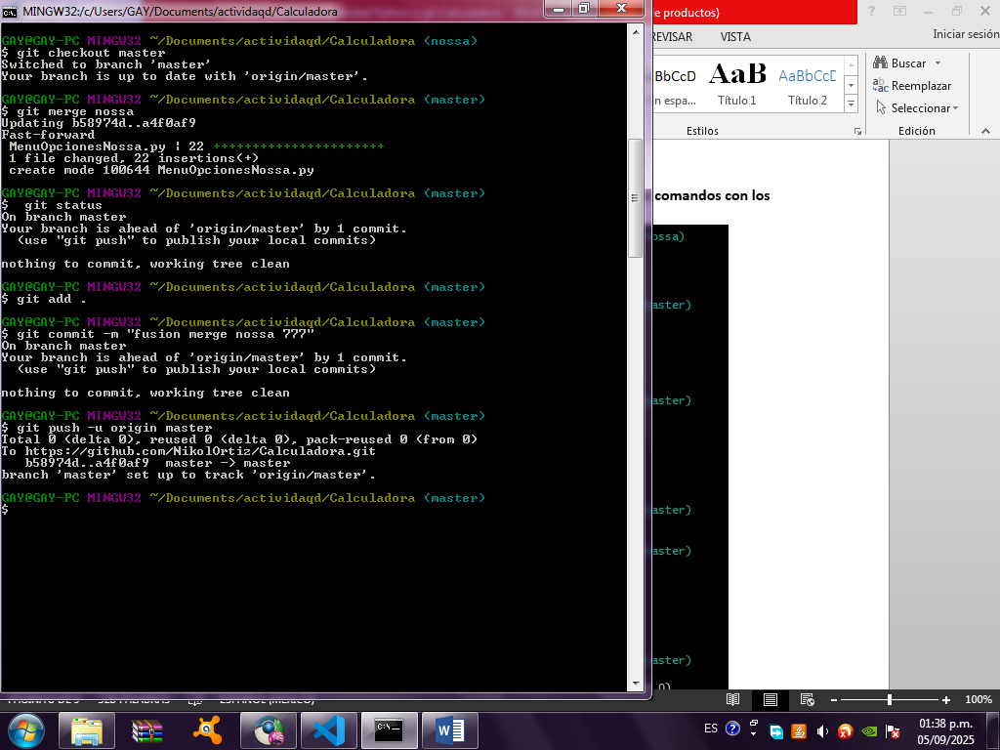 MINGW32:/c/Users/GAY/Documents/actividaqd/Calculadora
GAY@GAY-PC MINGW32 ~/Documents/actividaqd/Calculadora (nossa)
$ git checkout master
Switched to branch 'master'
Your branch is up to date with 'origin/master'.
GAY@GAY-PC MINGW32 ~/Documents/actividaqd/Calculadora (master)
$ git merge nossa
Updating b58974d..a4f0af9
Fast-forward
MenuOpcionesNossa.py | 22 ++++++++++++++++++++++
1 file changed, 22 insertions(+)
create mode 100644 MenuOpcionesNossa.py
GAY@GAY-PC MINGW32 ~/Documents/actividaqd/Calculadora (master)
$  git status
On branch master
Your branch is ahead of 'origin/master' by 1 commit.
(use "git push" to publish your local commits)
nothing to commit, working tree clean
GAY@GAY-PC MINGW32 ~/Documents/actividaqd/Calculadora (master)
$ git add .
GAY@GAY-PC MINGW32 ~/Documents/actividaqd/Calculadora (master)
$ git commit -m "fusion merge nossa 777"
On branch master
Your branch is ahead of 'origin/master' by 1 commit.
(use "git push" to publish your local commits)
nothing to commit, working tree clean
GAY@GAY-PC MINGW32 ~/Documents/actividaqd/Calculadora (master)
$ git push -u origin master
Total 0 (delta 0), reused 0 (delta 0), pack-reused 0 (from 0)
To https://github.com/NikolOrtiz/Calculadora.git
b58974d..a4f0af9  master -> master
branch 'master' set up to track 'origin/master'.
GAY@GAY-PC MINGW32 ~/Documents/actividaqd/Calculadora (master)
$
e productos)
EVISAR VISTA
Iniciar sesión
BbCcD AaB AaBbCcD
n espa... Título 1 Título 2
Estilos
Buscar
Reemplazar
Seleccionar
Edición
comandos con los
ossa)
aster)
aster)
aster)
aster)
aster)
0)
100%
ES
01:38 p.m.
05/09/2025